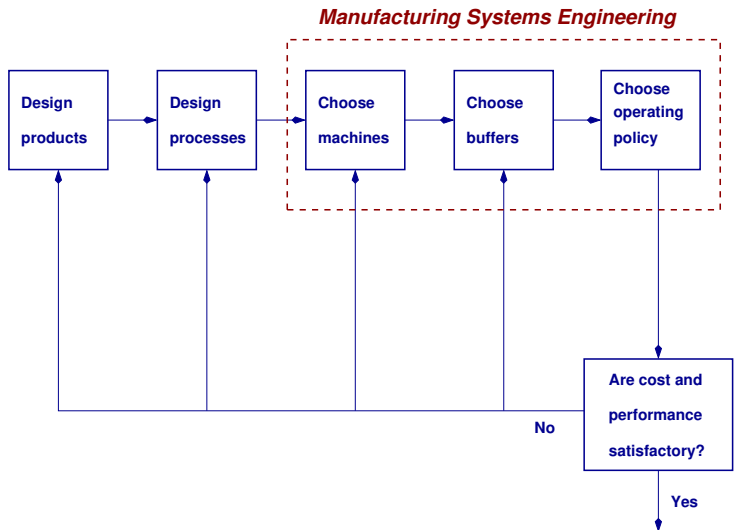 Manufacturing Systems Engineering
Design
products
Design
processes
Choose
machines
Choose
buffers
Choose
operating
policy
Are cost and
performance
satisfactory?
No
Yes